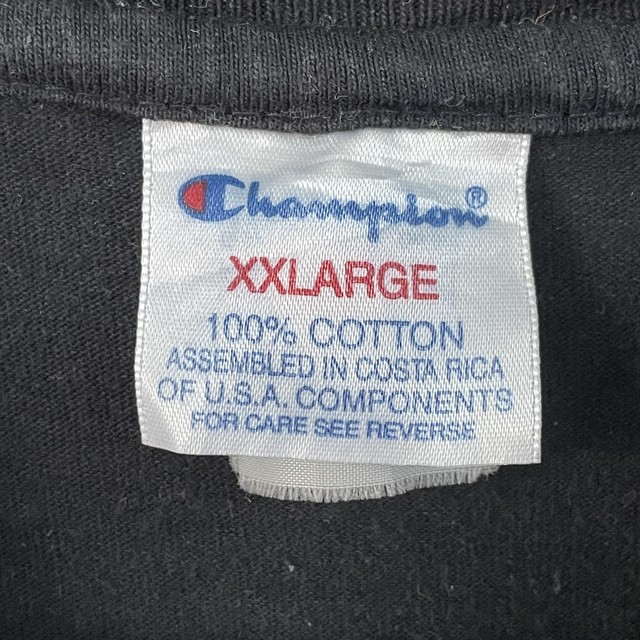 Champion®
XXLARGE
100% COTTON
ASSEMBLED IN COSTA RICA
OF U.S.A. COMPONENTS
FOR CARE SEE REVERSE